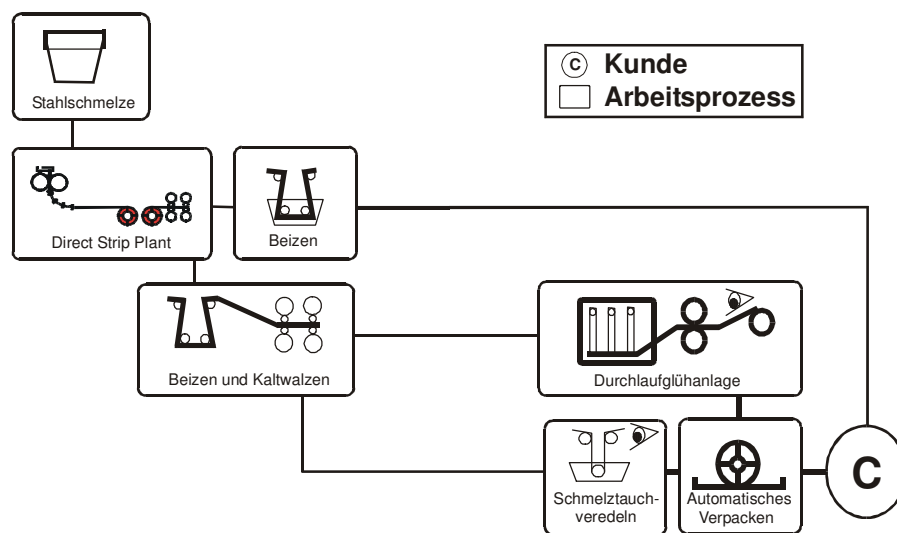 Stahlschmelze
C Kunde
Arbeitsprozess
Direct Strip Plant
Beizen
Beizen und Kaltwalzen
Durchlaufglühanlage
Schmelztauch-
veredeln
Automatisches
Verpacken
C